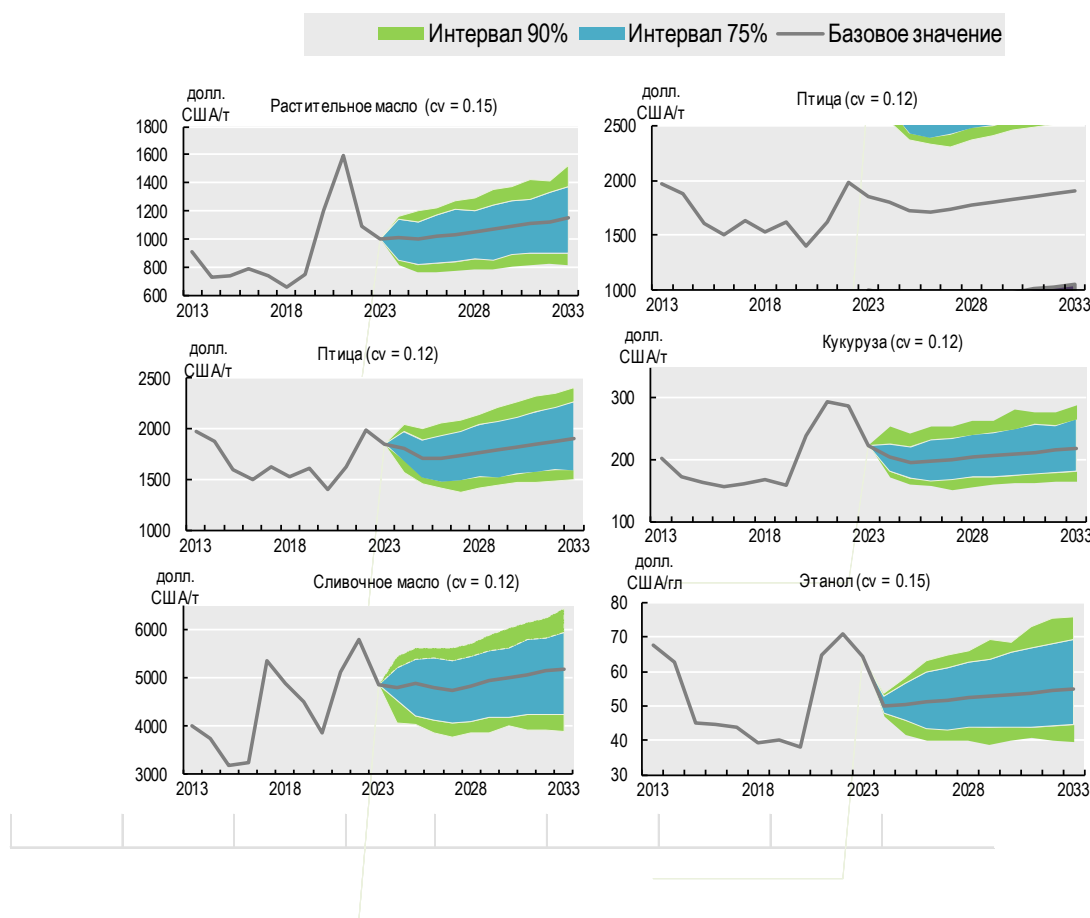 Интервал 90% Интервал 75% Базовое значение
долл.
США/т
Растительное масло (cv = 0.15)
1800
1600
1400
1200
1000
800
600
2013 2018 2023 2028 2033
долл.
США/т
Птица (cv = 0.12)
2500
2000
1500
1000
2013 2018 2023 2028 2033
долл.
США/т
Птица (cv = 0.12)
2500
2000
1500
1000
2013 2018 2023 2028 2033
долл.
США/т
Кукуруза (cv = 0.12)
300
200
100
2013 2018 2023 2028 2033
долл.
США/т
Сливочное масло (cv = 0.12)
6000
5000
4000
3000
2013 2018 2023 2028 2033
долл.
США/гл
Этанол (cv = 0.15)
80
70
60
50
40
30
2013 2018 2023 2028 2033